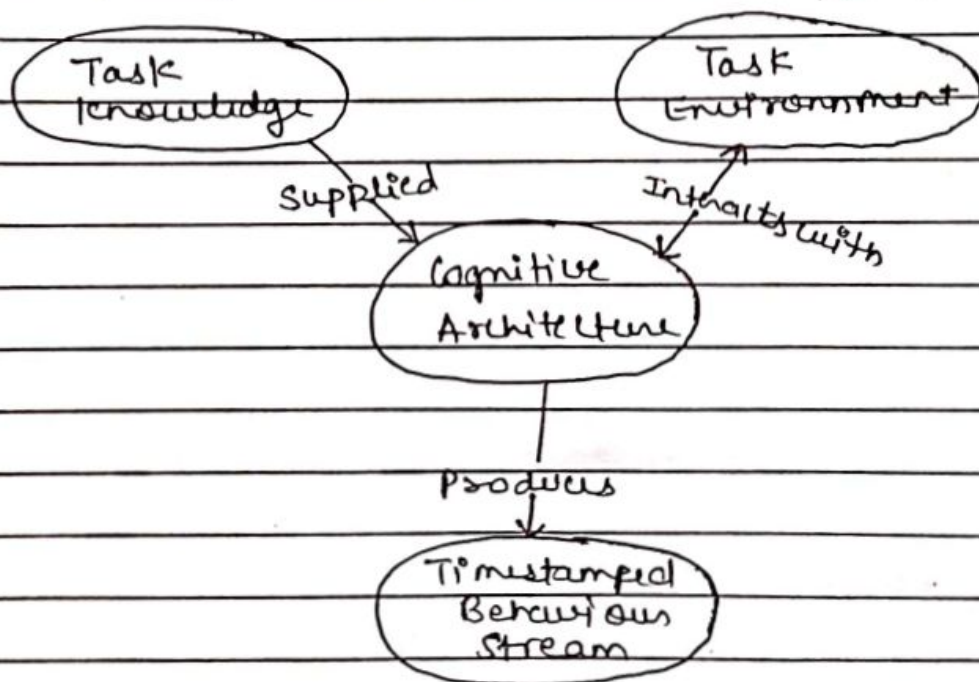 Task
Knowledge
Task
Environment
Supplied
Interacts with
Cognitive
Architecture
Produces
Timestamped
Behaviour
Stream